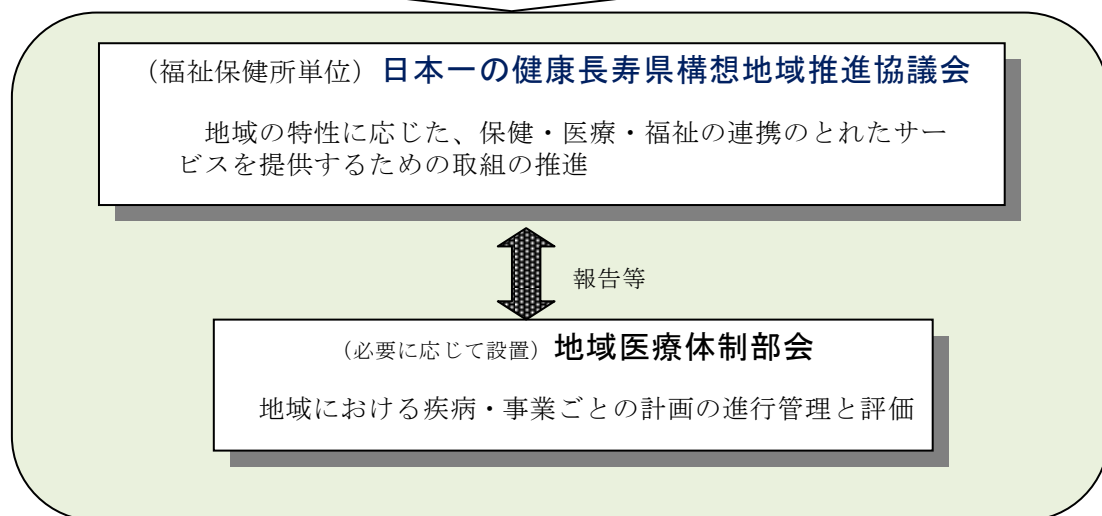 （福祉保健所単位）日本一の健康長寿県構想地域推進協議会
地域の特性に応じた、保健・医療・福祉の連携のとれたサー
ビスを提供するための取組の推進
報告等
（必要に応じて設置）地域医療体制部会
地域における疾病・事業ごとの計画の進行管理と評価